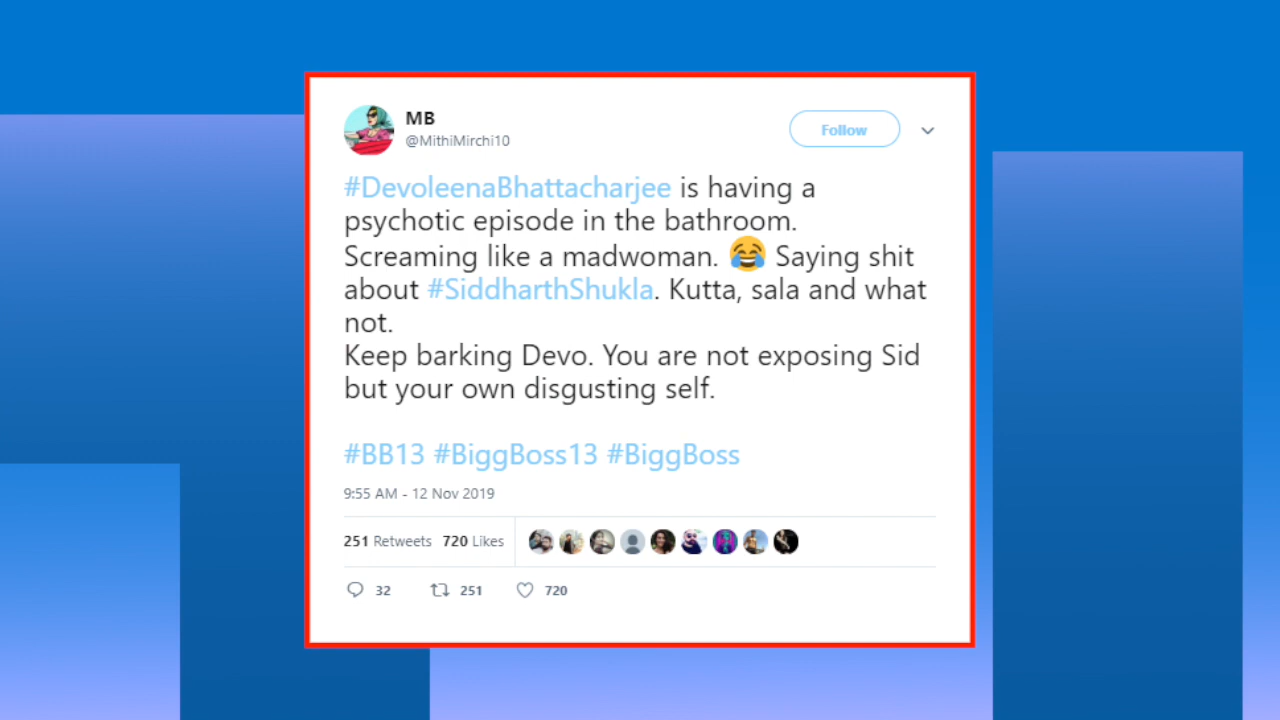 MB
@MithiMirchi10
Follow
#DevoleenaBhattacharjee is having a
psychotic episode in the bathroom.
Screaming like a madwoman. 😂 Saying shit
about #SiddharthShukla. Kutta, sala and what
not.
Keep barking Devo. You are not exposing Sid
but your own disgusting self.
#BB13 #BiggBoss13 #BiggBoss
9:55 AM - 12 Nov 2019
251 Retweets 720 Likes
32 251 720